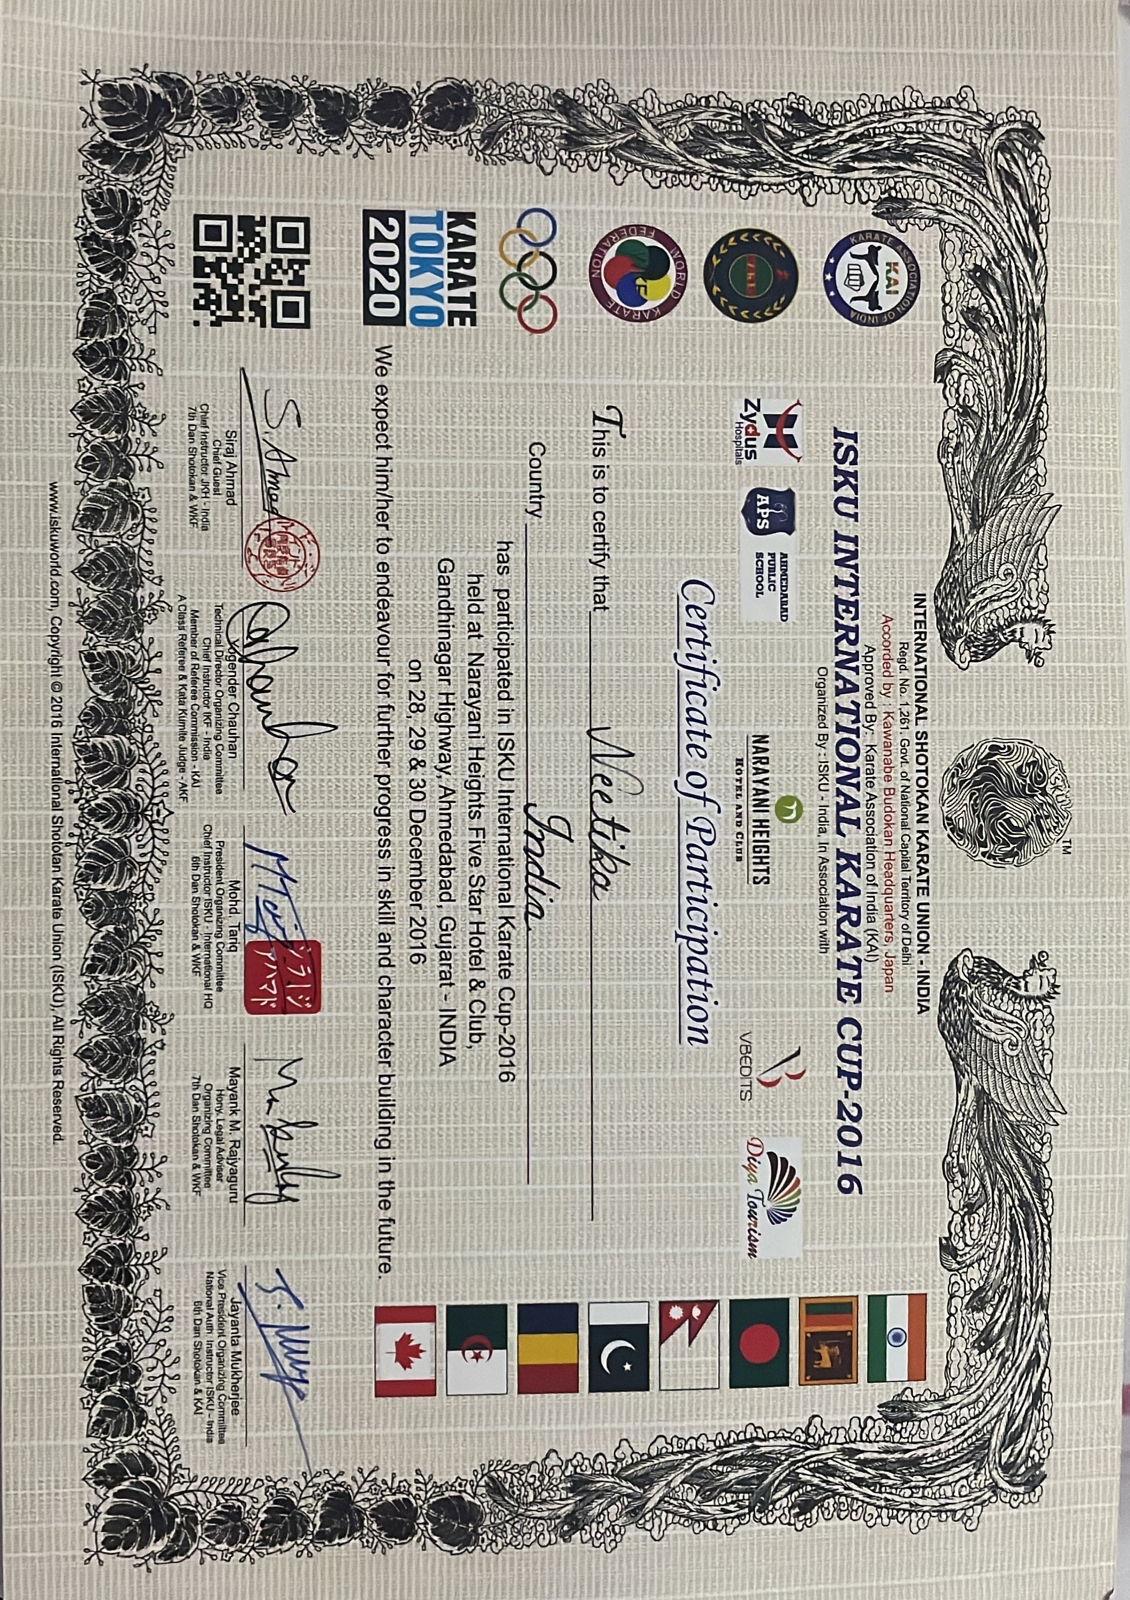 ISKU
TM
INTERNATIONAL SHOTOKAN KARATE UNION - INDIA
Regd. No. 1,261. Govt. of National Capital Territory of Delhi
Accorded by : Kawanabe Budokan Headquarters, Japan
Approved By: Karate Association of India (KAI)
ISKU INTERNATIONAL KARATE CUP-2016
Organized By : ISKU - India, In Association with
KARATE ASSOCIATION OF INDIA
KAI
Zydus
Hospitals
APS
AHMEDABAD
PUBLIC
SCHOOL
NARAYANI HEIGHTS
HOTEL AND CLUB
VBEDITS
Diya Tourism
Certificate of Participation
WORLD KARATE FEDERATION
This is to certify that Neetika
Country India
has participated in ISKU International Karate Cup-2016
held at Narayani Heights Five Star Hotel & Club,
Gandhinagar Highway, Ahmedabad, Gujarat - INDIA
on 28, 29 & 30 December 2016
We expect him/her to endeavour for further progress in skill and character building in the future.
KARATE
TOKYO
2020
S. Ahmad
シラージ
アハマド
Siraj Ahmad
Chief Guest
Chief Instructor JKH - India
7th Dan Shotokan & WKF
Jogender Chauhan
Technical Director Organizing Committee
Chief Instructor IKF - India
Member of Referee Commission - KAI
A Class Referee & Kata Kumite Judge - AKF
Mohd. Tariq
President Organizing Committee
Chief Instructor ISKU - International HQ
6th Dan Shotokan & WKF
Mayank M. Rajyaguru
Hony. Legal Adviser
Organizing Committee
7th Dan Shotokan & WKF
Jayanta Mukherjee
Vice President Organizing Committee
National Auth. Instructor ISKU - India
6th Dan Shotokan & KAI
www.iskuworld.com, Copyright © 2016 International Shototan Karate Union (ISKU), All Rights Reserved.